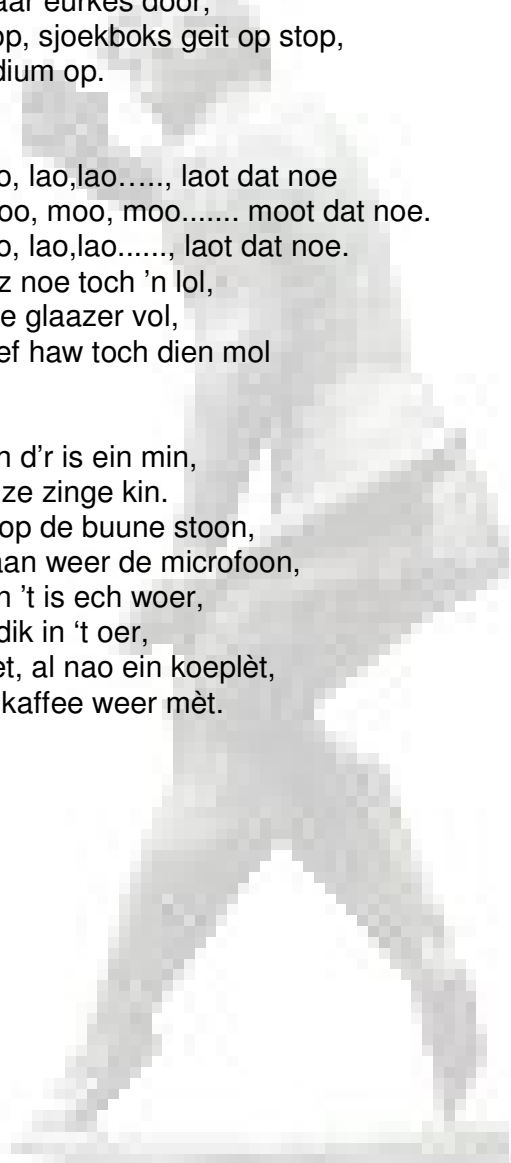 aar eurkes door,
op, sjoekboks geit op stop,
dium op.
o, lao,lao....., laot dat noe
oo, moo, moo....... moot dat noe.
o, lao,lao......, laot dat noe.
z noe toch ’n lol,
e glaazer vol,
ef haw toch dien mol
n d’r is ein min,
ze zinge kin.
op de buune stoon,
aan weer de microfoon,
n ’t is ech woer,
dik in ‘t oer,
et, al nao ein koeplèt,
kaffee weer mèt.